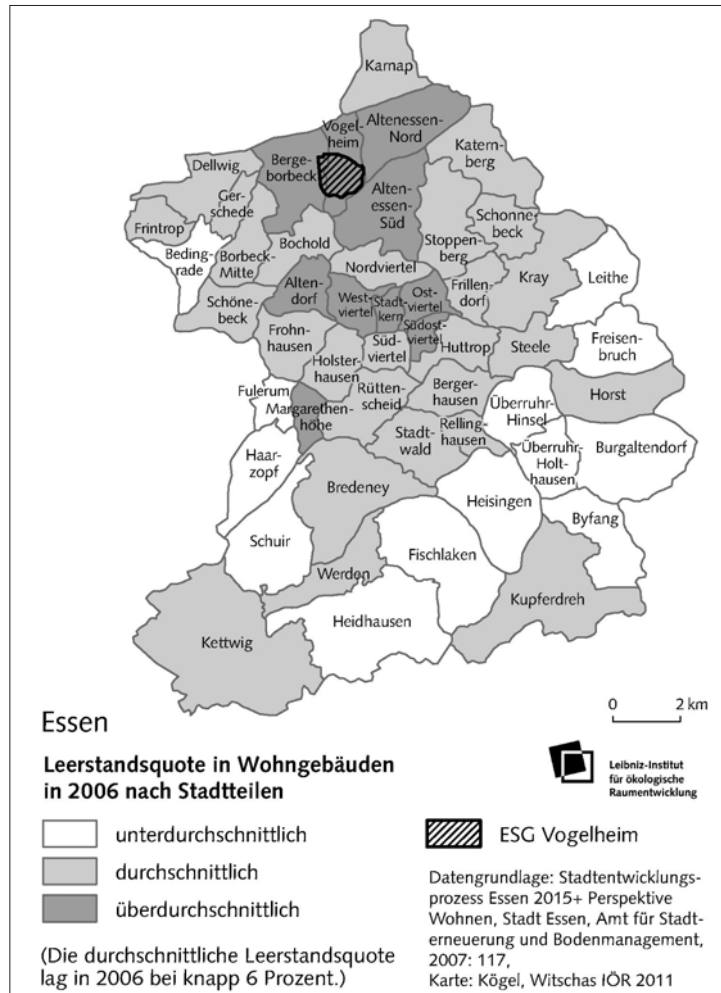 Karnap
Vogel-
heim
Altenessen-
Nord
Katern-
berg
Dellwig
Berge-
borbeck
Alten-
essen-
Süd
Ger-
schede
Schonne-
beck
Frintrop
Stoppen-
berg
Beding-
rade
Borbeck-
Mitte
Bochold
Nordviertel
Kray
Leithe
Frillen-
dorf
Alten-
dorf
West-
viertel
Stadt-
kern
Ost-
viertel
Schöne-
beck
Südost-
viertel
Frohn-
hausen
Süd-
viertel
Huttrop
Steele
Freisen-
bruch
Holster-
hausen
Fulerum
Margarethen-
höhe
Rütten-
scheid
Berger-
hausen
Horst
Überruhr-
Hinsel
Stadt-
wald
Relling-
hausen
Haar-
zopf
Überruhr-
Holt-
hausen
Burgaltendorf
Bredeney
Heisingen
Byfang
Schuir
Fischlaken
Werden
Kupferdreh
Heidhausen
Kettwig
0 2 km
Essen
Leerstandsquote in Wohngebäuden
in 2006 nach Stadtteilen
unterdurchschnittlich
durchschnittlich
überdurchschnittlich
(Die durchschnittliche Leerstandsquote
lag in 2006 bei knapp 6 Prozent.)
Leibniz-Institut
für ökologische
Raumentwicklung
ESG Vogelheim
Datengrundlage: Stadtentwicklungs-
prozess Essen 2015+ Perspektive
Wohnen, Stadt Essen, Amt für Stadt-
erneuerung und Bodenmanagement,
2007: 117,
Karte: Kögel, Witschas IÖR 2011